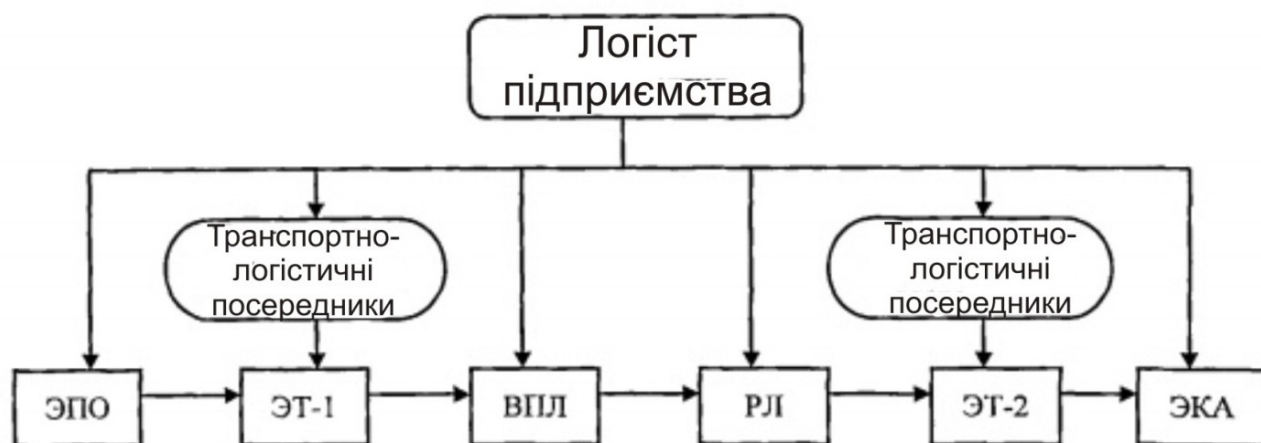 Логіст
підприємства
Транспортно-
логістичні
посередники
Транспортно-
логістичні
посередники
ЭПО
ЭТ-1
ВПЛ
РЛ
ЭТ-2
ЭКА